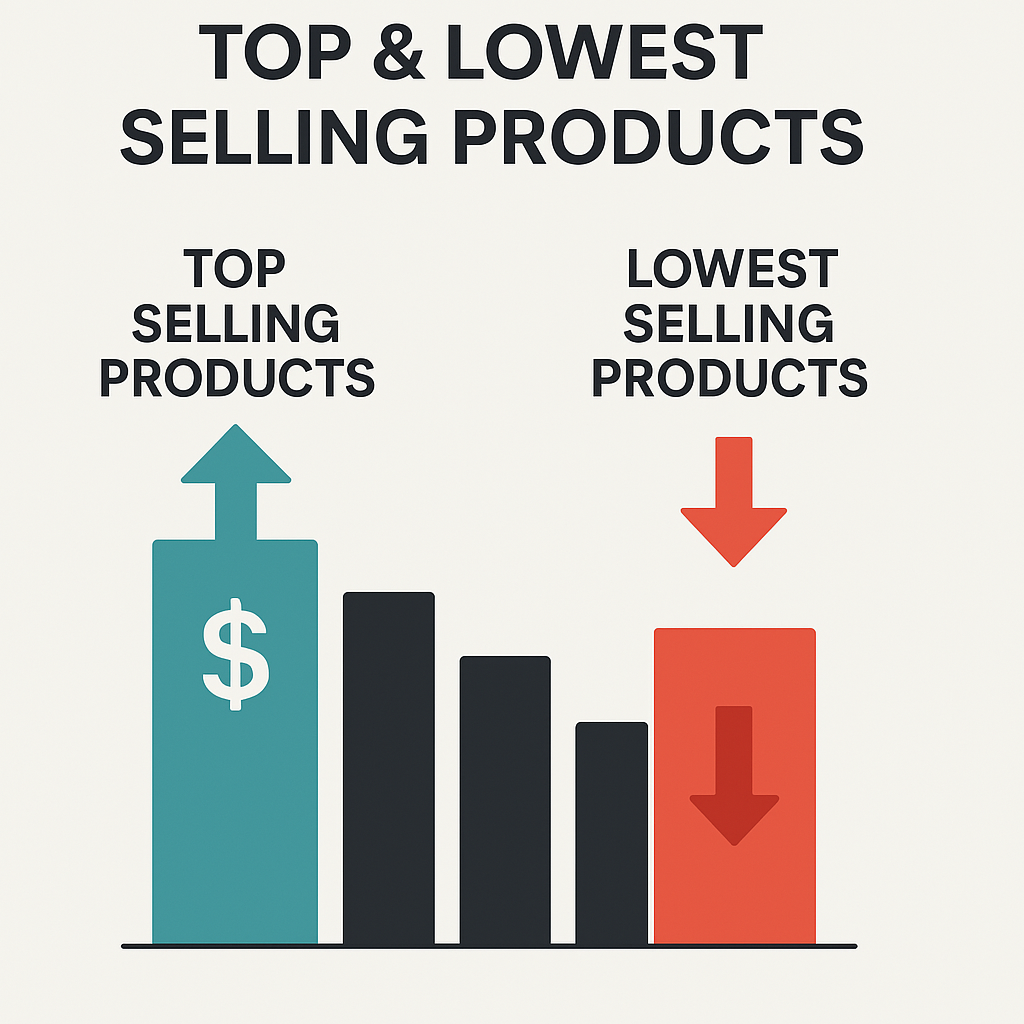 TOP & LOWEST
SELLING PRODUCTS
TOP
SELLING
PRODUCTS
LOWEST
SELLING
PRODUCTS
$